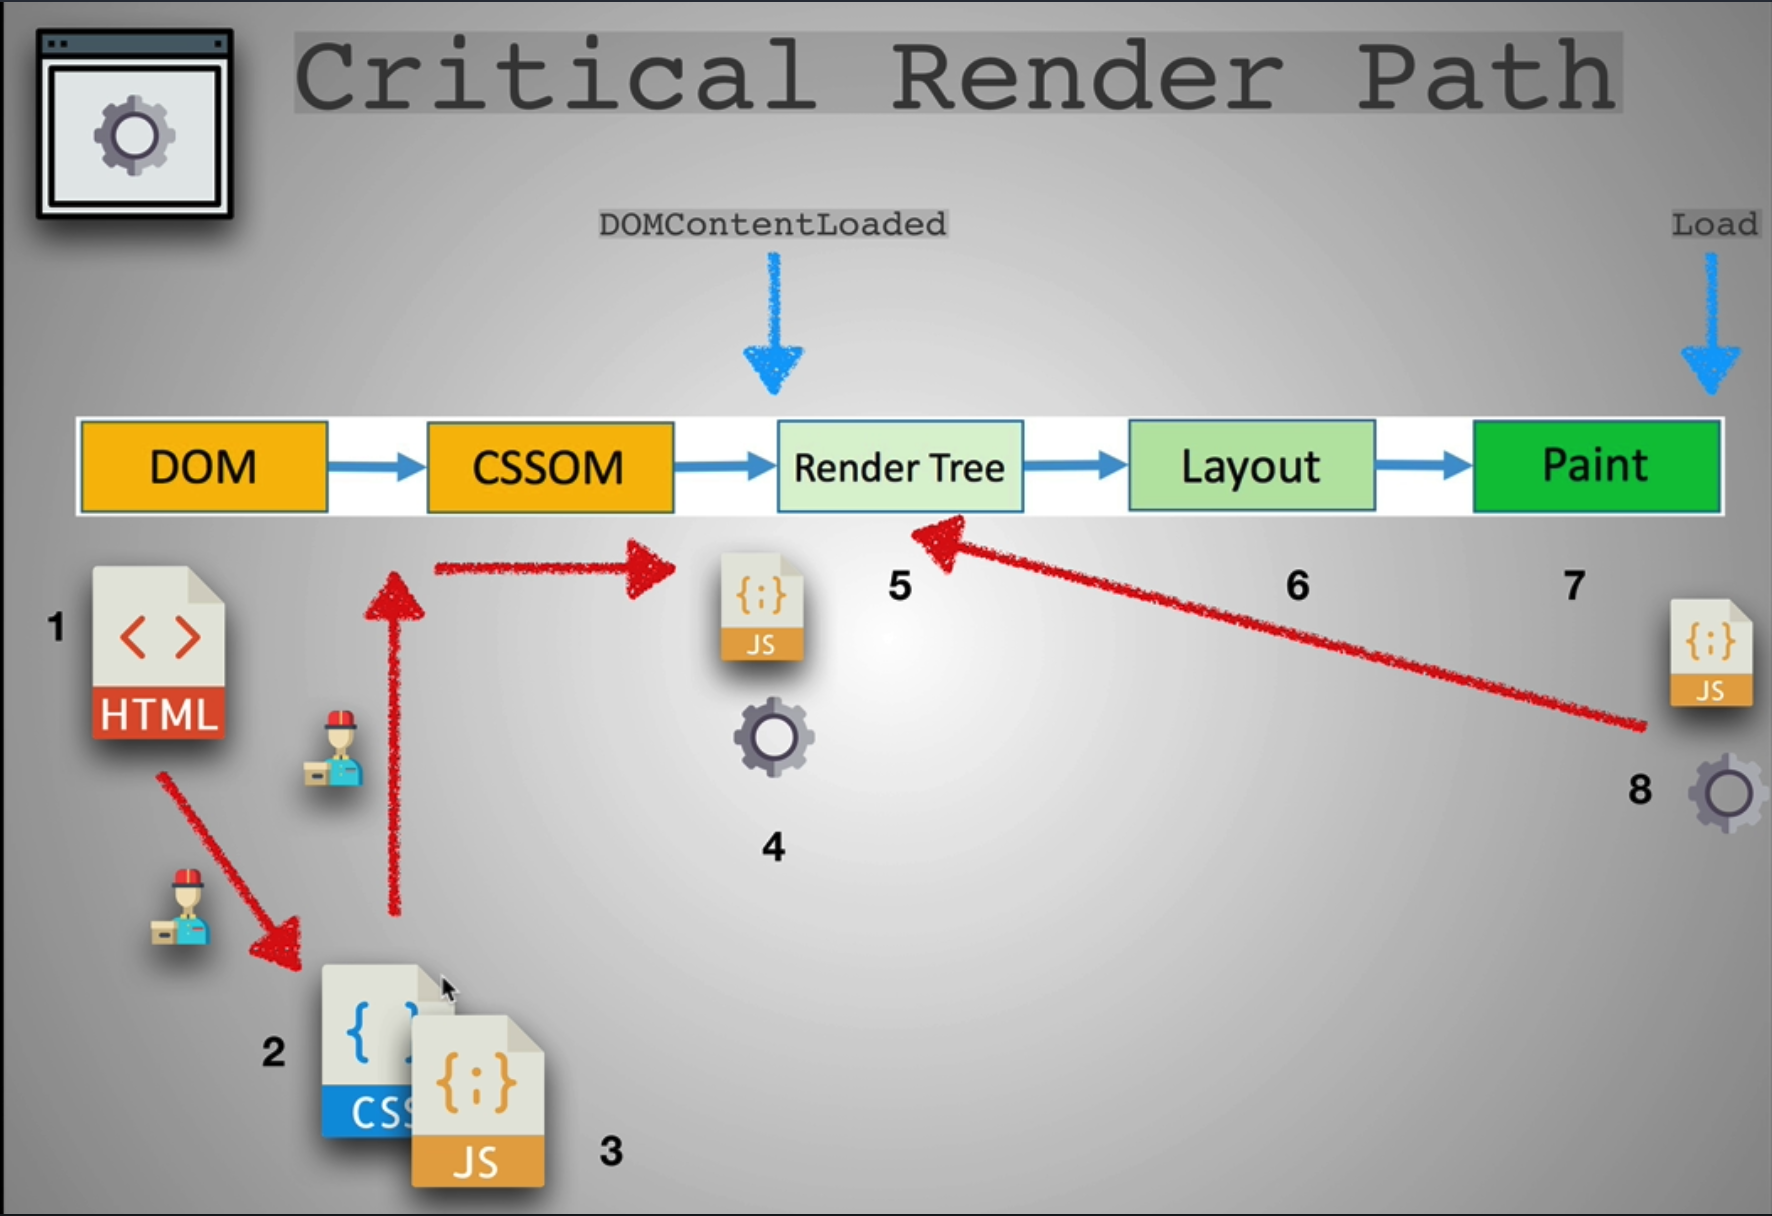 Critical Render Path
DOMContentLoaded
Load
DOM
CSSOM
Render Tree
Layout
Paint
1
HTML
JS
5
6
7
JS
8
4
2
CSS
JS
3